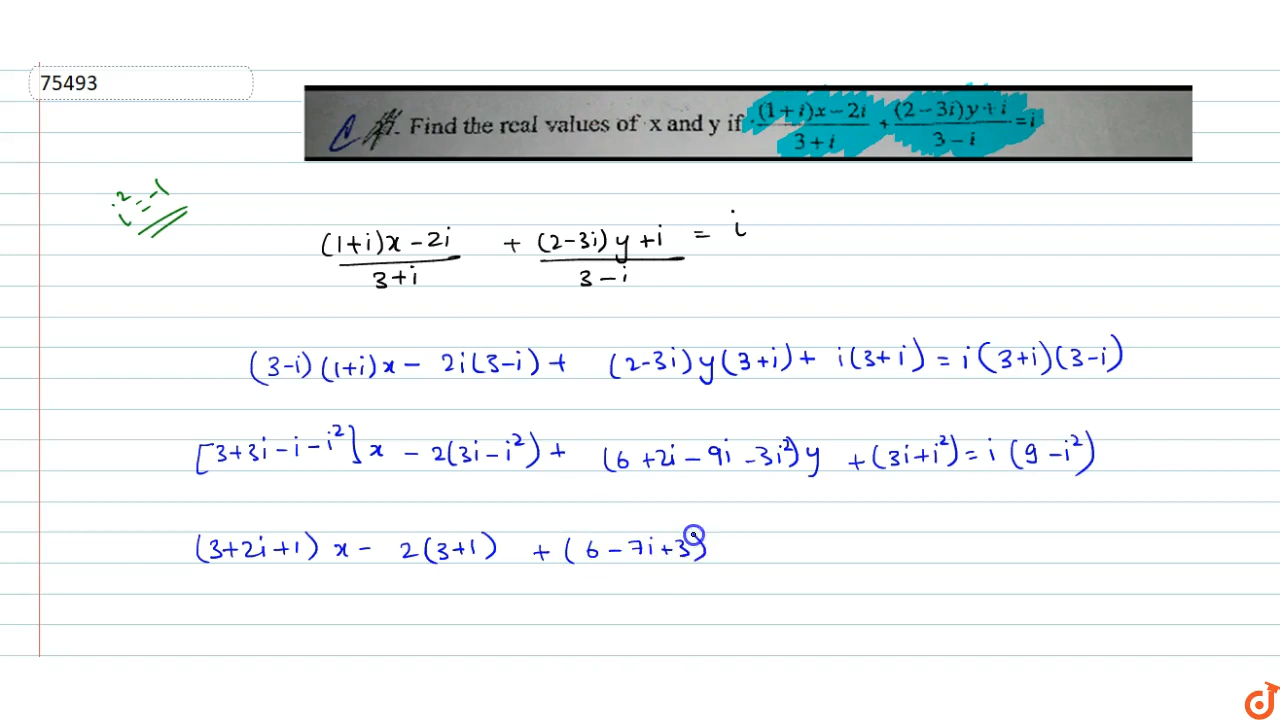 75493
27. Find the real values of x and y if (1+i)x-2i/3+i + (2-3i)y+i/3-i = i
i² = -1
(1+i)x-2i/3+i + (2-3i)y+i/3-i = i
(3-i)(1+i)x - 2i(3-i) + (2-3i)y(3+i) + i(3+i) = i(3+i)(3-i)
[3+3i-i-i²]x - 2(3i-i²) + (6+2i-9i-3i²)y + (3i+i²) = i(9-i²)
(3+2i+1)x - 2(3+1) + (6-7i+3)